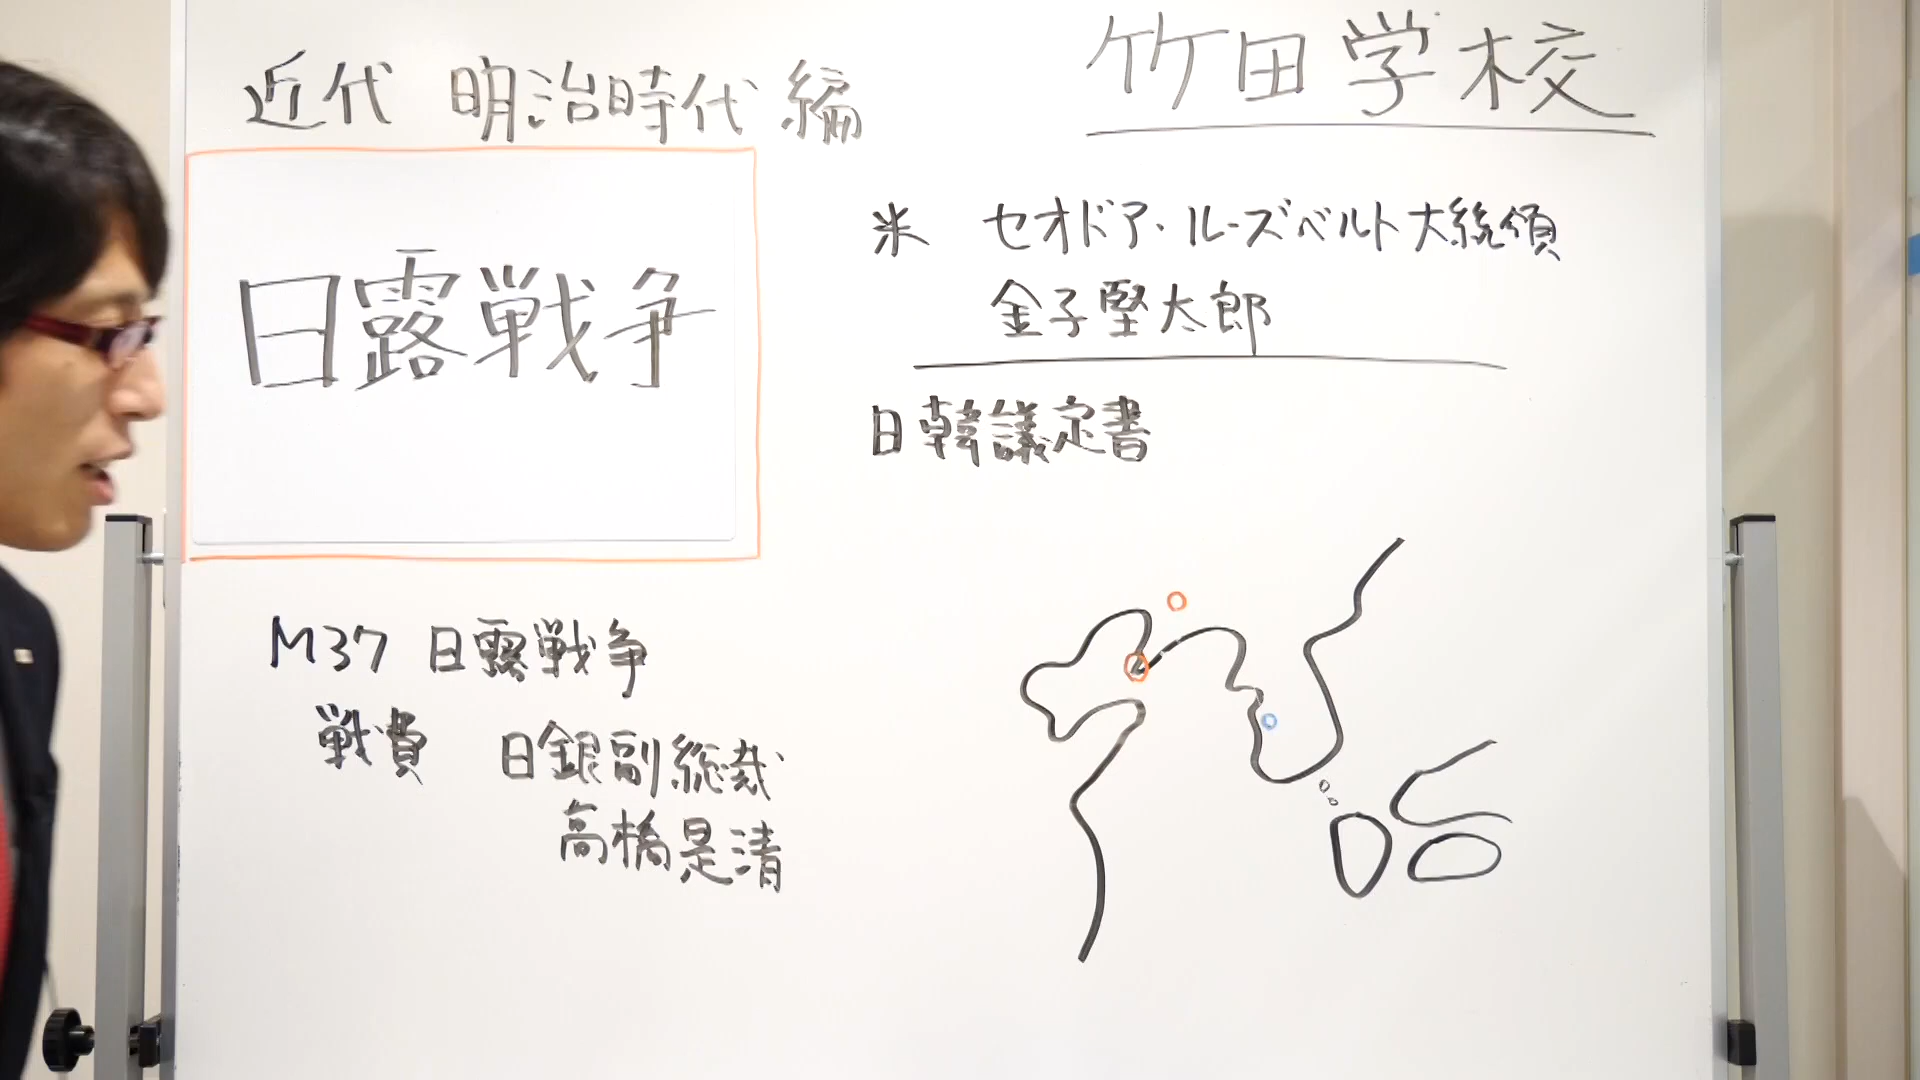 近代 明治時代編
竹田学校
日露戦争
米 セオドア・ルーズベルト大統領
金子堅太郎
日韓議定書
M37 日露戦争
戦費 日銀副総裁
高橋是清